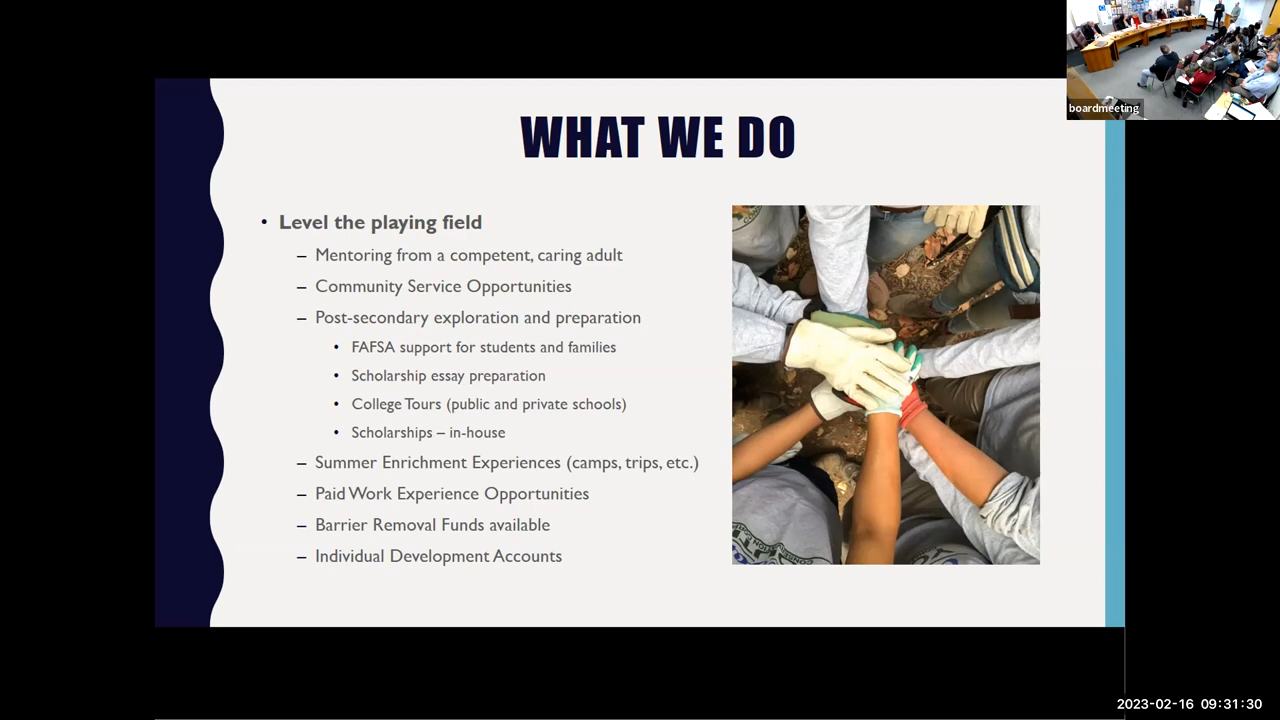 boardmeeting
WHAT WE DO
• Level the playing field
– Mentoring from a competent, caring adult
– Community Service Opportunities
– Post-secondary exploration and preparation
• FAFSA support for students and families
• Scholarship essay preparation
• College Tours (public and private schools)
• Scholarships – in-house
– Summer Enrichment Experiences (camps, trips, etc.)
– Paid Work Experience Opportunities
– Barrier Removal Funds available
– Individual Development Accounts
2023-02-16 09:31:30